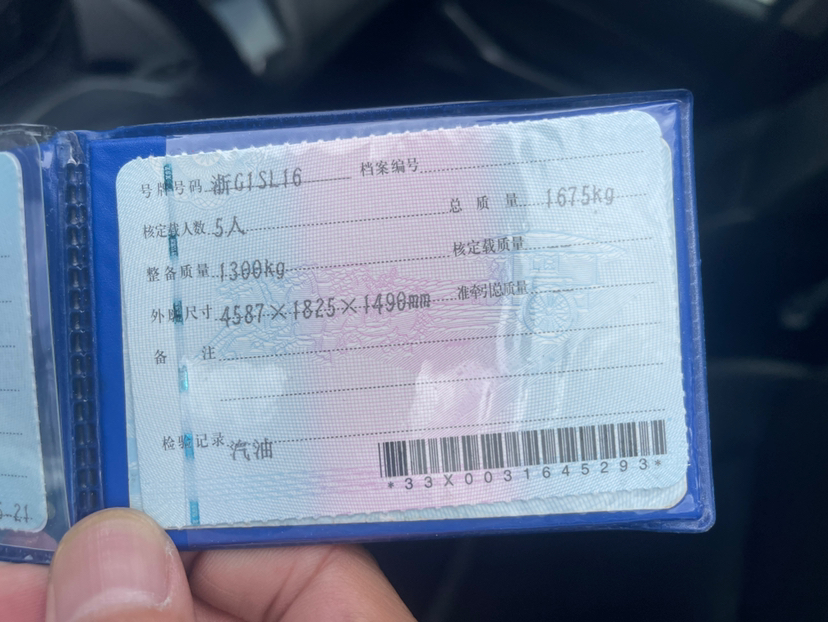 号牌号码 浙G1SL16 档案编号
核定载人数 5人 总质量 1675kg
整备质量 1300kg 核定载质量
外廓尺寸 4587×1825×1490mm 准牵引总质量
备注
检验记录 汽油
*33X0031645293*
-21